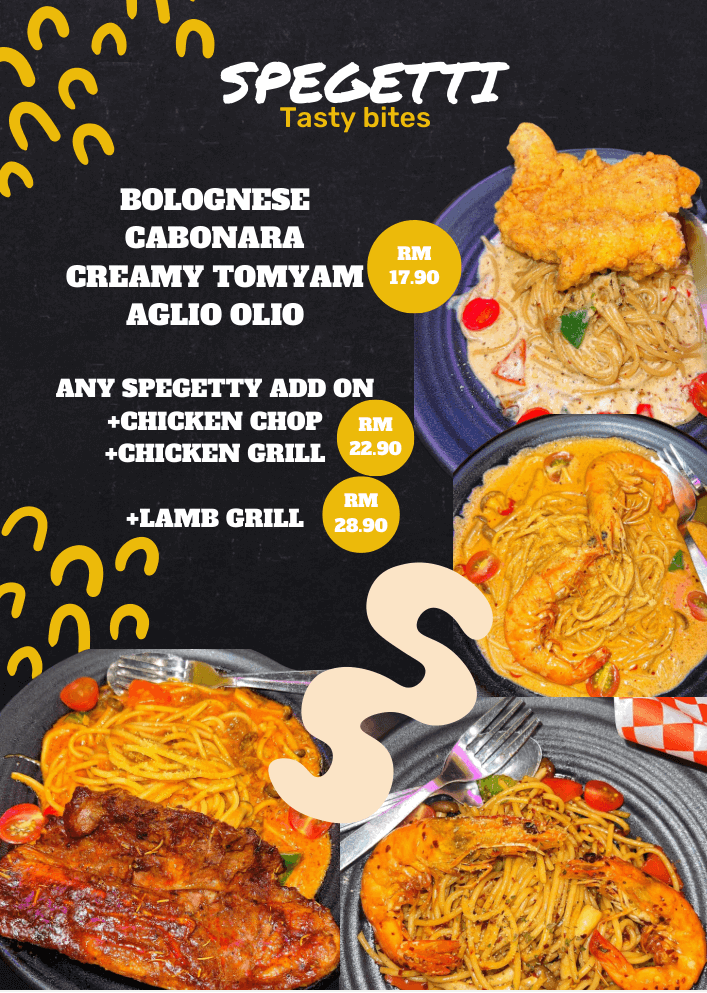 SPEGETTI
Tasty bites
BOLOGNESE
CABONARA
CREAMY TOMYAM
AGLIO OLIO
RM
17.90
ANY SPEGETTY ADD ON
+CHICKEN CHOP
+CHICKEN GRILL
RM
22.90
+LAMB GRILL
RM
28.90